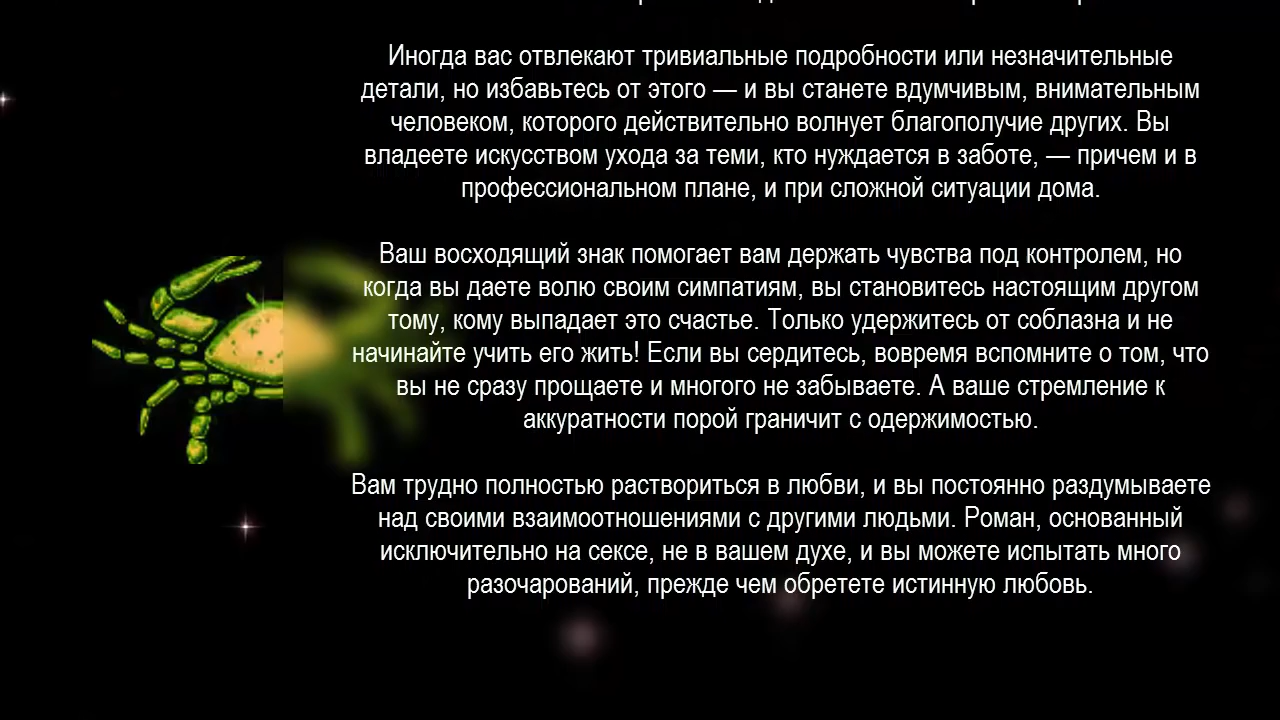 Иногда вас отвлекают тривиальные подробности или незначительные
детали, но избавьтесь от этого — и вы станете вдумчивым, внимательным
человеком, которого действительно волнует благополучие других. Вы
владеете искусством ухода за теми, кто нуждается в заботе, — причем и в
профессиональном плане, и при сложной ситуации дома.
Ваш восходящий знак помогает вам держать чувства под контролем, но
когда вы даете волю своим симпатиям, вы становитесь настоящим другом
тому, кому выпадает это счастье. Только удержитесь от соблазна и не
начинайте учить его жить! Если вы сердитесь, вовремя вспомните о том, что
вы не сразу прощаете и многого не забываете. А ваше стремление к
аккуратности порой граничит с одержимостью.
Вам трудно полностью раствориться в любви, и вы постоянно раздумываете
над своими взаимоотношениями с другими людьми. Роман, основанный
исключительно на сексе, не в вашем духе, и вы можете испытать много
разочарований, прежде чем обретете истинную любовь.